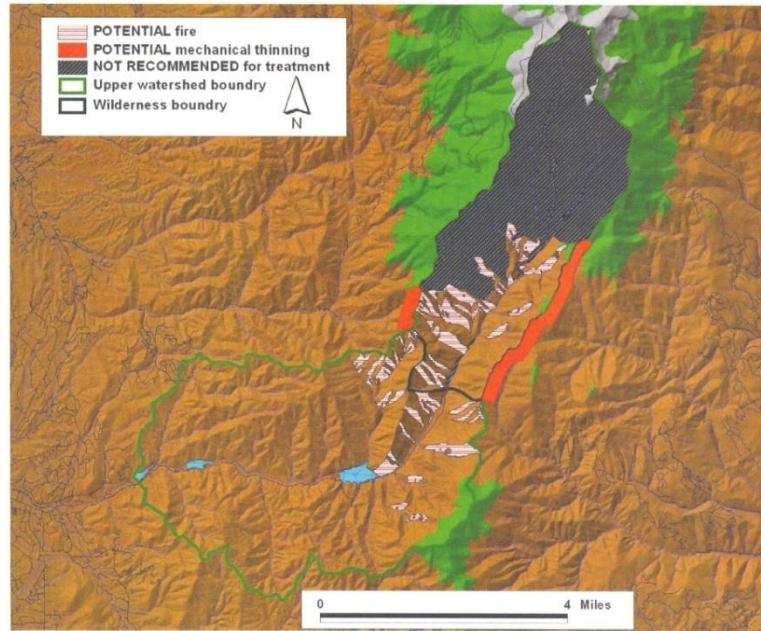 POTENTIAL fire
POTENTIAL mechanical thinning
NOT RECOMMENDED for treatment
Upper watershed boundry
Wilderness boundry
N
0 4 Miles